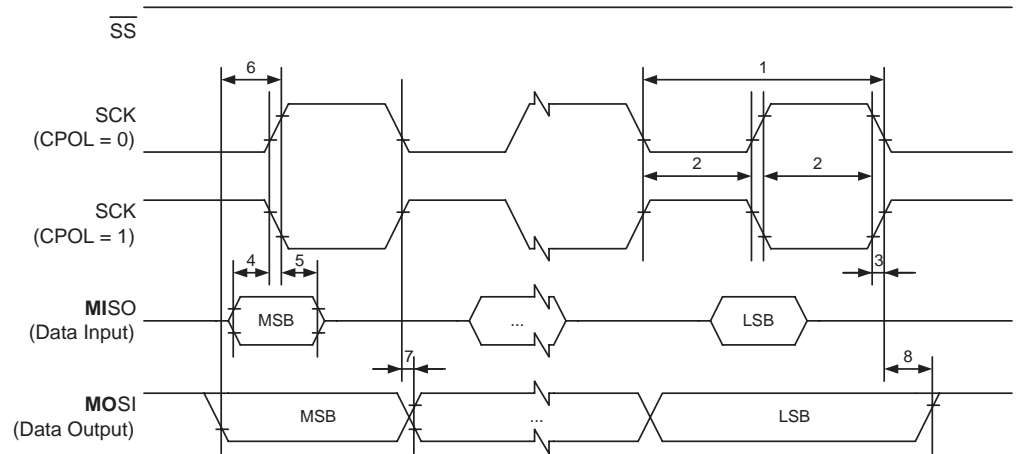 SS
6
1
SCK
(CPOL = 0)
2
2
SCK
(CPOL = 1)
4
5
3
MISO
(Data Input)
MSB
...
LSB
7
8
MOSI
(Data Output)
MSB
...
LSB